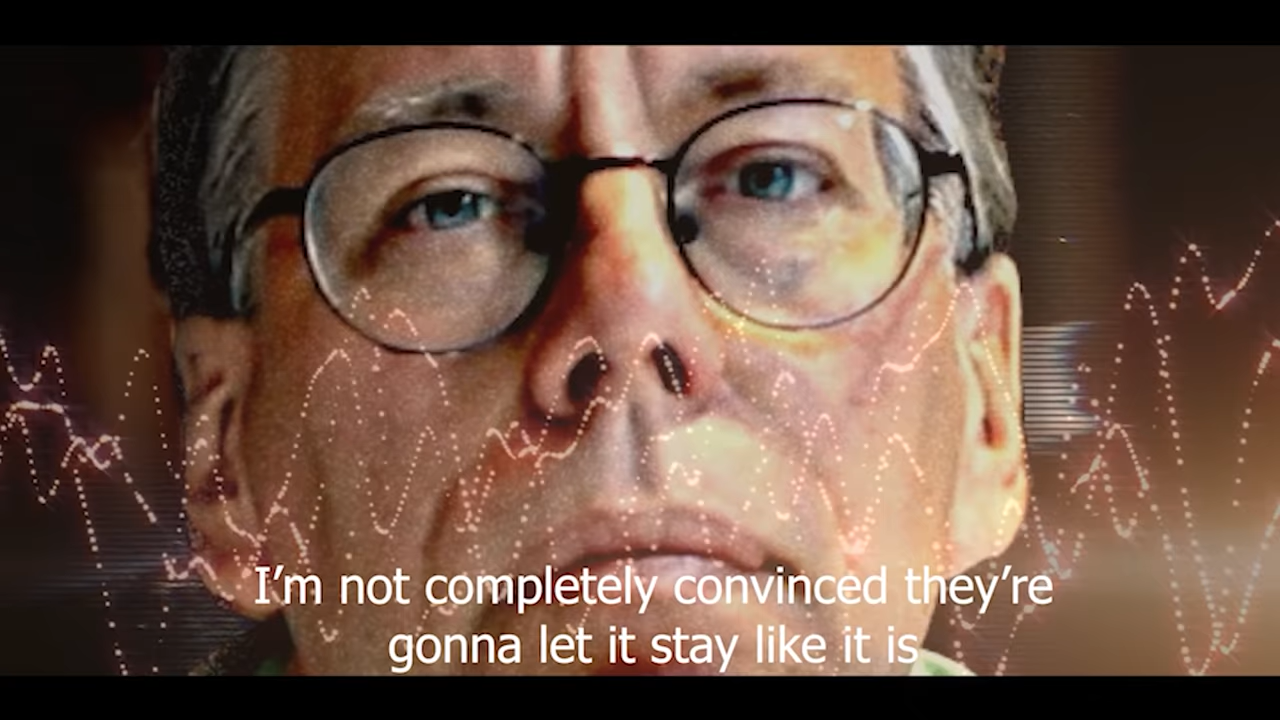 I’m not completely convinced they’re
gonna let it stay like it is